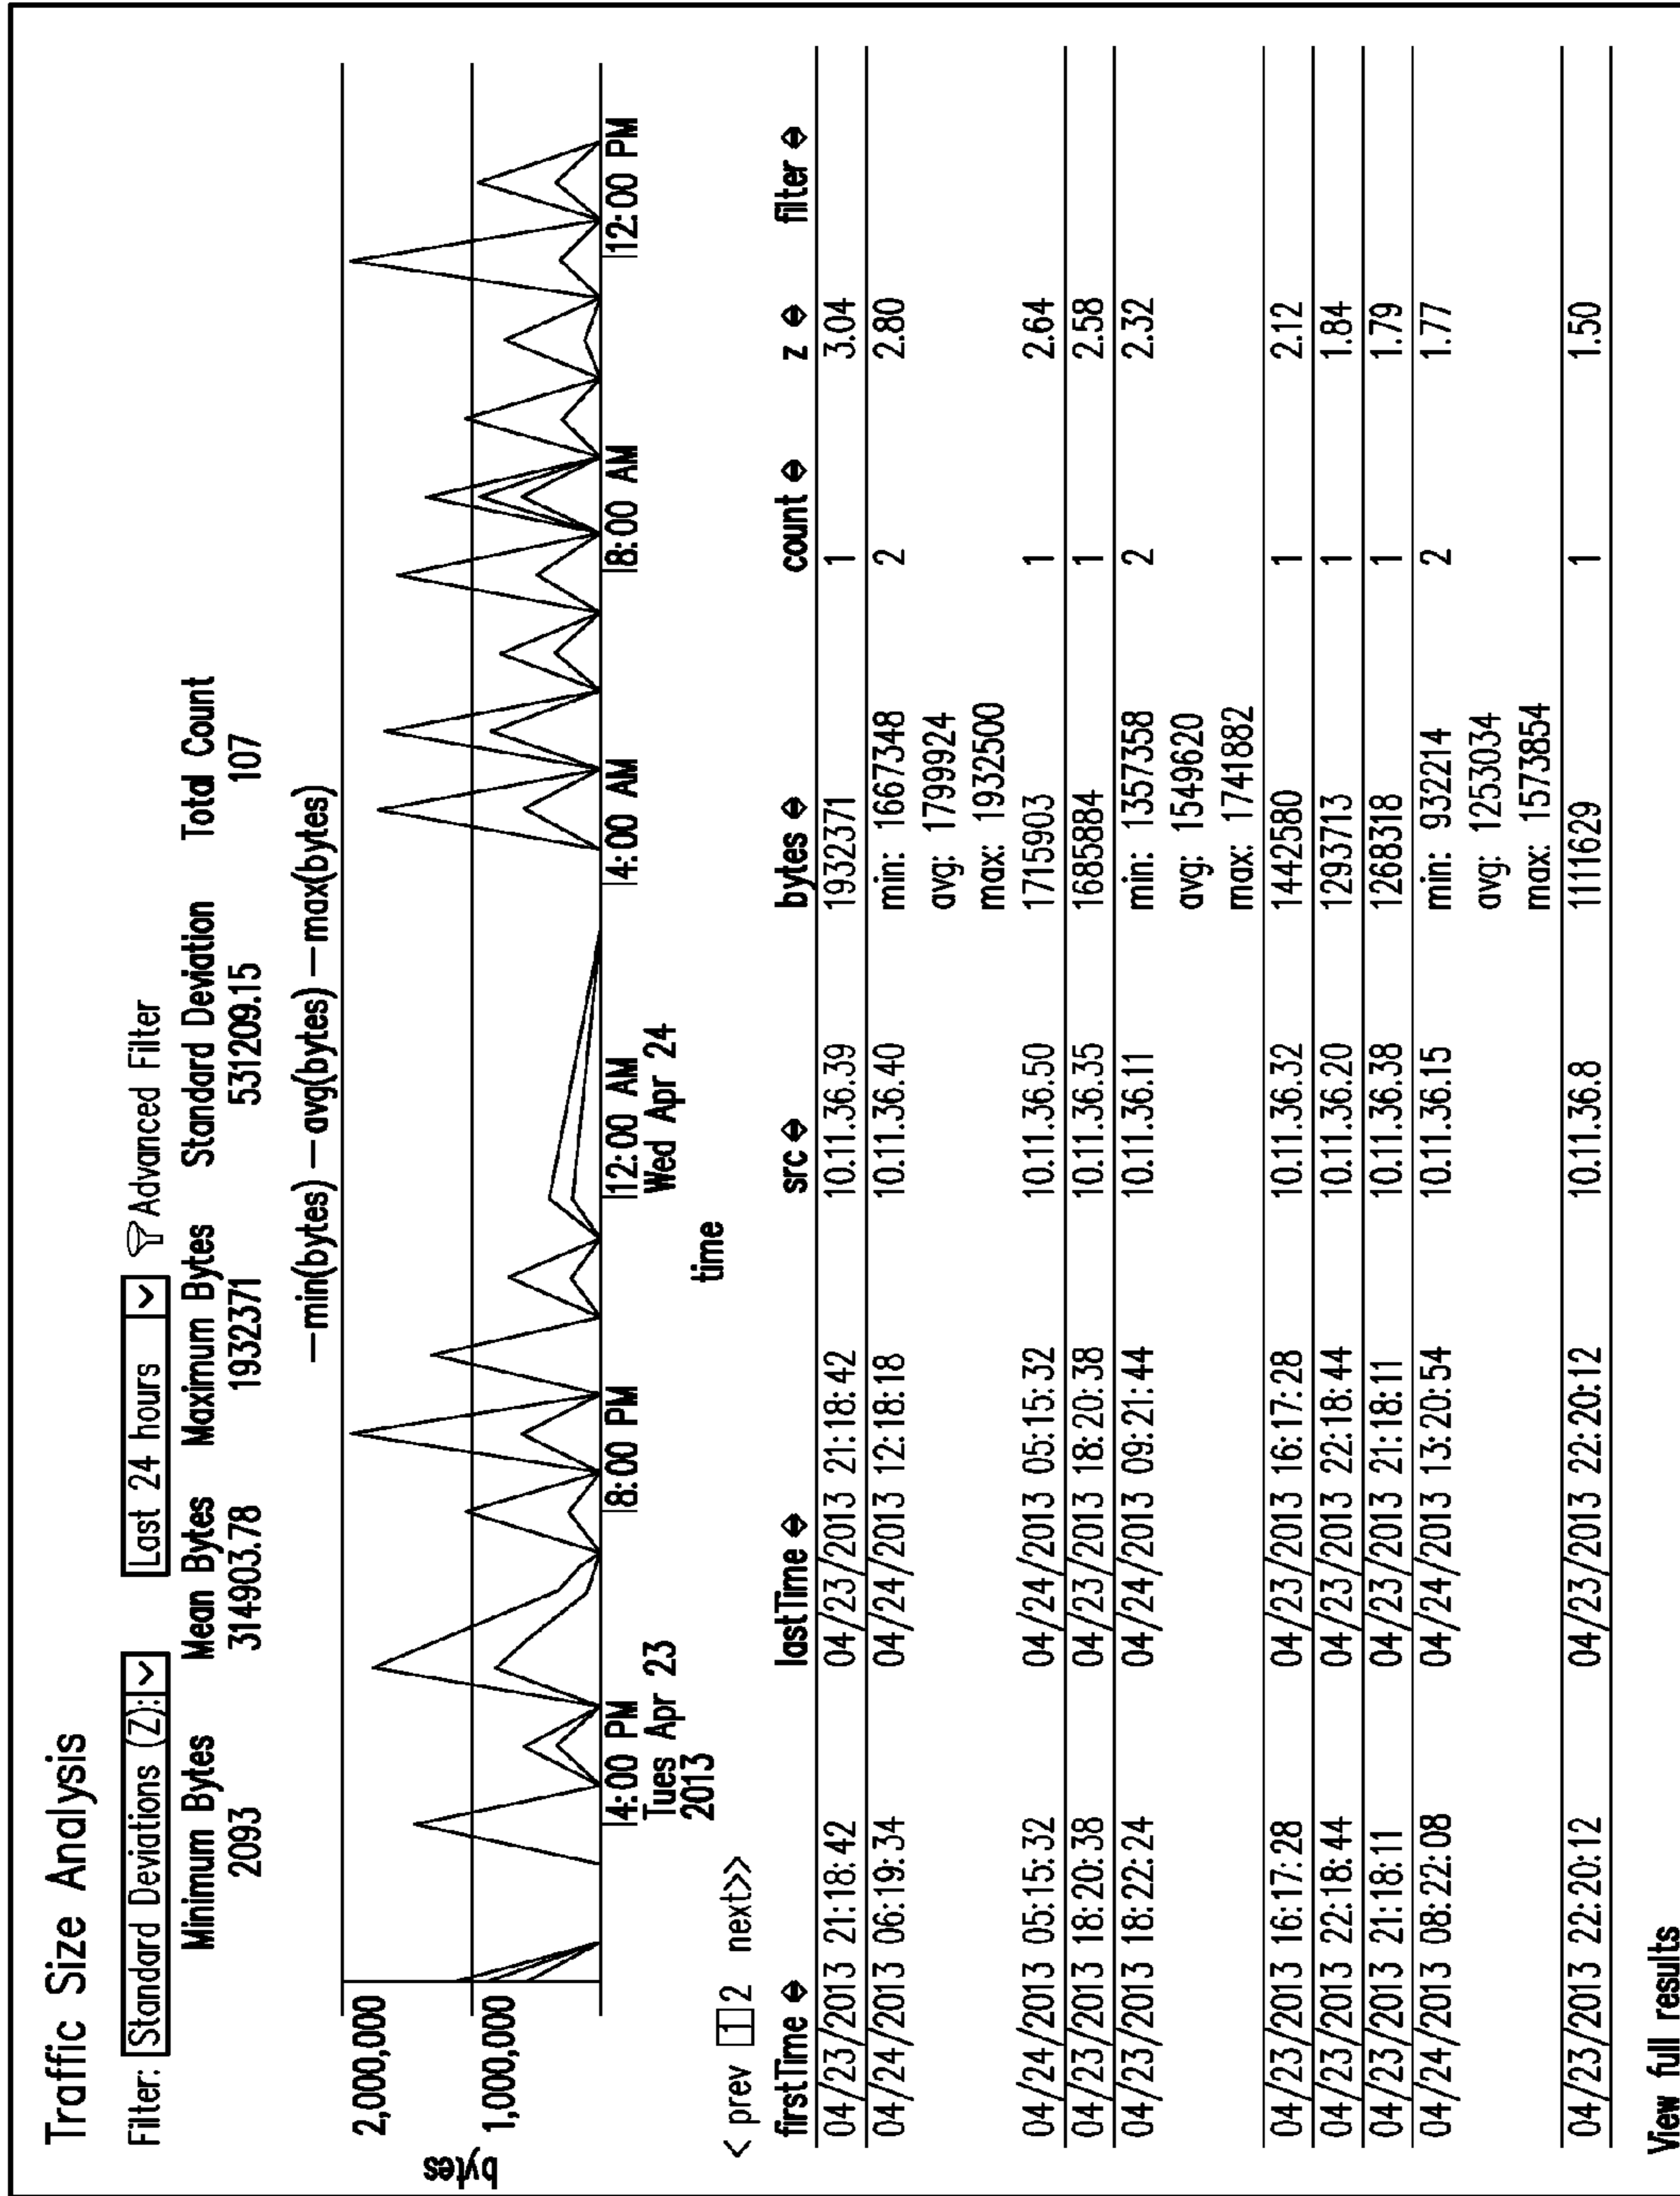 Traffic Size Analysis
Filter: Standard Deviations (Z): Last 24 hours Advanced Filter
Minimum Bytes Mean Bytes Maximum Bytes Standard Deviation Total Count
2093 314903.78 1932371 531209.15 107
—min(bytes) —avg(bytes) —max(bytes)
2,000,000
1,000,000
bytes
4:00 PM 8:00 PM 12:00 AM 4:00 AM 8:00 AM 12:00 PM
Tues Apr 23 Wed Apr 24
2013
time
< prev 1 2 next>>
firstTime lastTime src bytes count z filter
04/23/2013 21:18:42 04/23/2013 21:18:42 10.11.36.39 1932371 1 3.04
04/24/2013 06:19:34 04/24/2013 12:18:18 10.11.36.40 min: 1667348 2 2.80
avg: 1799924
max: 1932500
04/24/2013 05:15:32 04/24/2013 05:15:32 10.11.36.50 1715903 1 2.64
04/23/2013 18:20:38 04/23/2013 18:20:38 10.11.36.35 1685884 1 2.58
04/23/2013 18:22:24 04/24/2013 09:21:44 10.11.36.11 min: 1357358 2 2.32
avg: 1549620
max: 1741882
04/23/2013 16:17:28 04/23/2013 16:17:28 10.11.36.32 1442580 1 2.12
04/23/2013 22:18:44 04/23/2013 22:18:44 10.11.36.20 1293713 1 1.84
04/23/2013 21:18:11 04/23/2013 21:18:11 10.11.36.38 1268318 1 1.79
04/24/2013 08:22:08 04/24/2013 13:20:54 10.11.36.15 min: 932214 2 1.77
avg: 1253034
max: 1573854
04/23/2013 22:20:12 04/23/2013 22:20:12 10.11.36.8 1111629 1 1.50
View full results